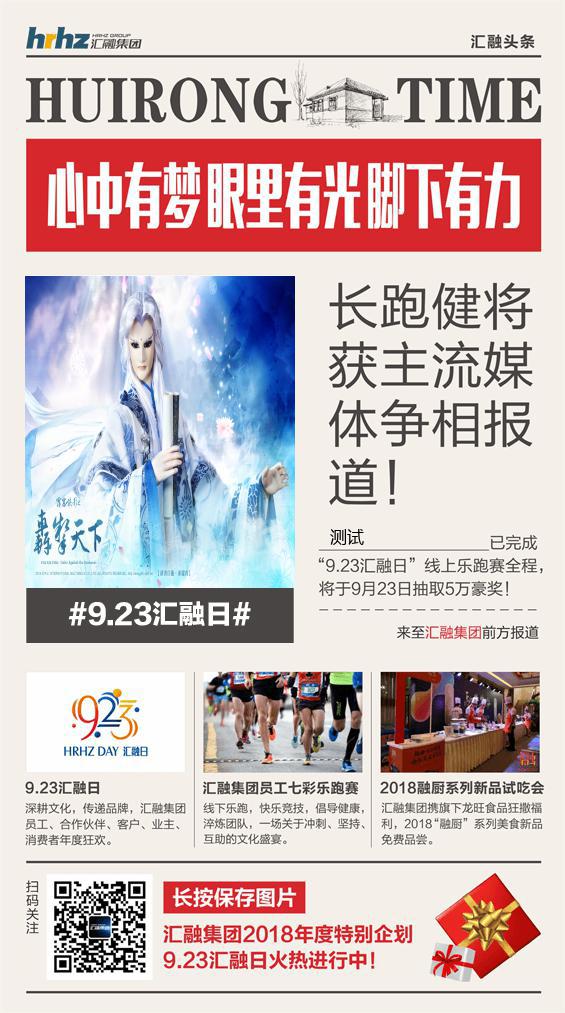 hrhz HRHZ GROUP 汇融集团
汇融头条
HUIRONG TIME
心中有梦 眼里有光 脚下有力
长跑健将
获主流媒
体争相报
道！
轰擎天下
#9.23汇融日#
测试 已完成
“9.23汇融日”线上乐跑赛全程，
将于9月23日抽取5万豪奖！
来至汇融集团前方报道
923
HRHZ DAY 汇融日
9.23汇融日
深耕文化，传递品牌，汇融集团
员工、合作伙伴、客户、业主、
消费者年度狂欢。
汇融集团员工七彩乐跑赛
线下乐跑，快乐竞技，倡导健康，
淬炼团队，一场关于冲刺、坚持、
互助的文化盛宴。
2018融厨系列新品试吃会
汇融集团携旗下龙旺食品狂撒福
利，2018“融厨”系列美食新品
免费品尝。
扫码关注
长按保存图片
汇融集团2018年度特别企划
9.23汇融日火热进行中！